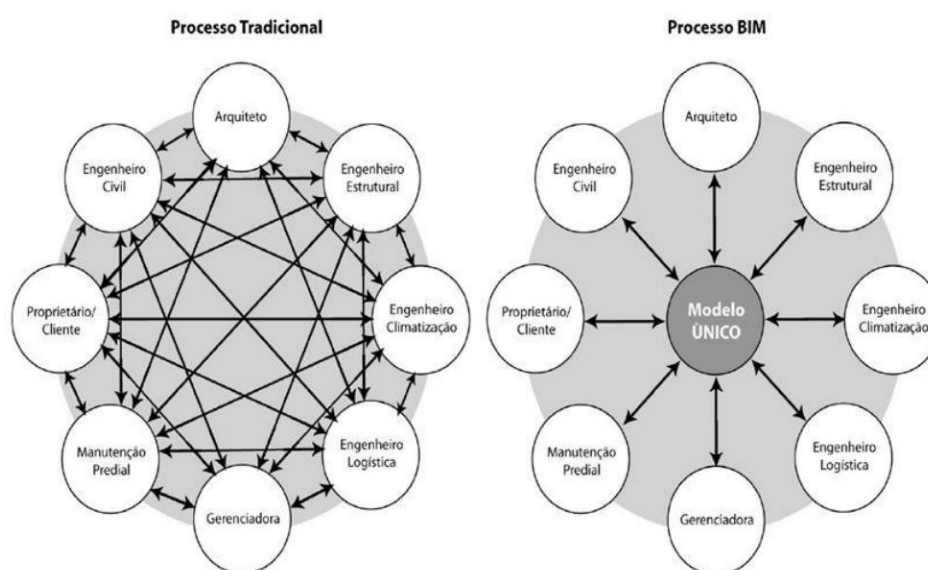 Processo Tradicional
Arquiteto
Engenheiro
Civil
Engenheiro
Estrutural
Proprietário/
Cliente
Engenheiro
Climatização
Manutenção
Predial
Engenheiro
Logística
Gerenciadora
Processo BIM
Arquiteto
Engenheiro
Civil
Engenheiro
Estrutural
Proprietário/
Cliente
Modelo
ÙNICO
Engenheiro
Climatização
Manutenção
Predial
Engenheiro
Logística
Gerenciadora